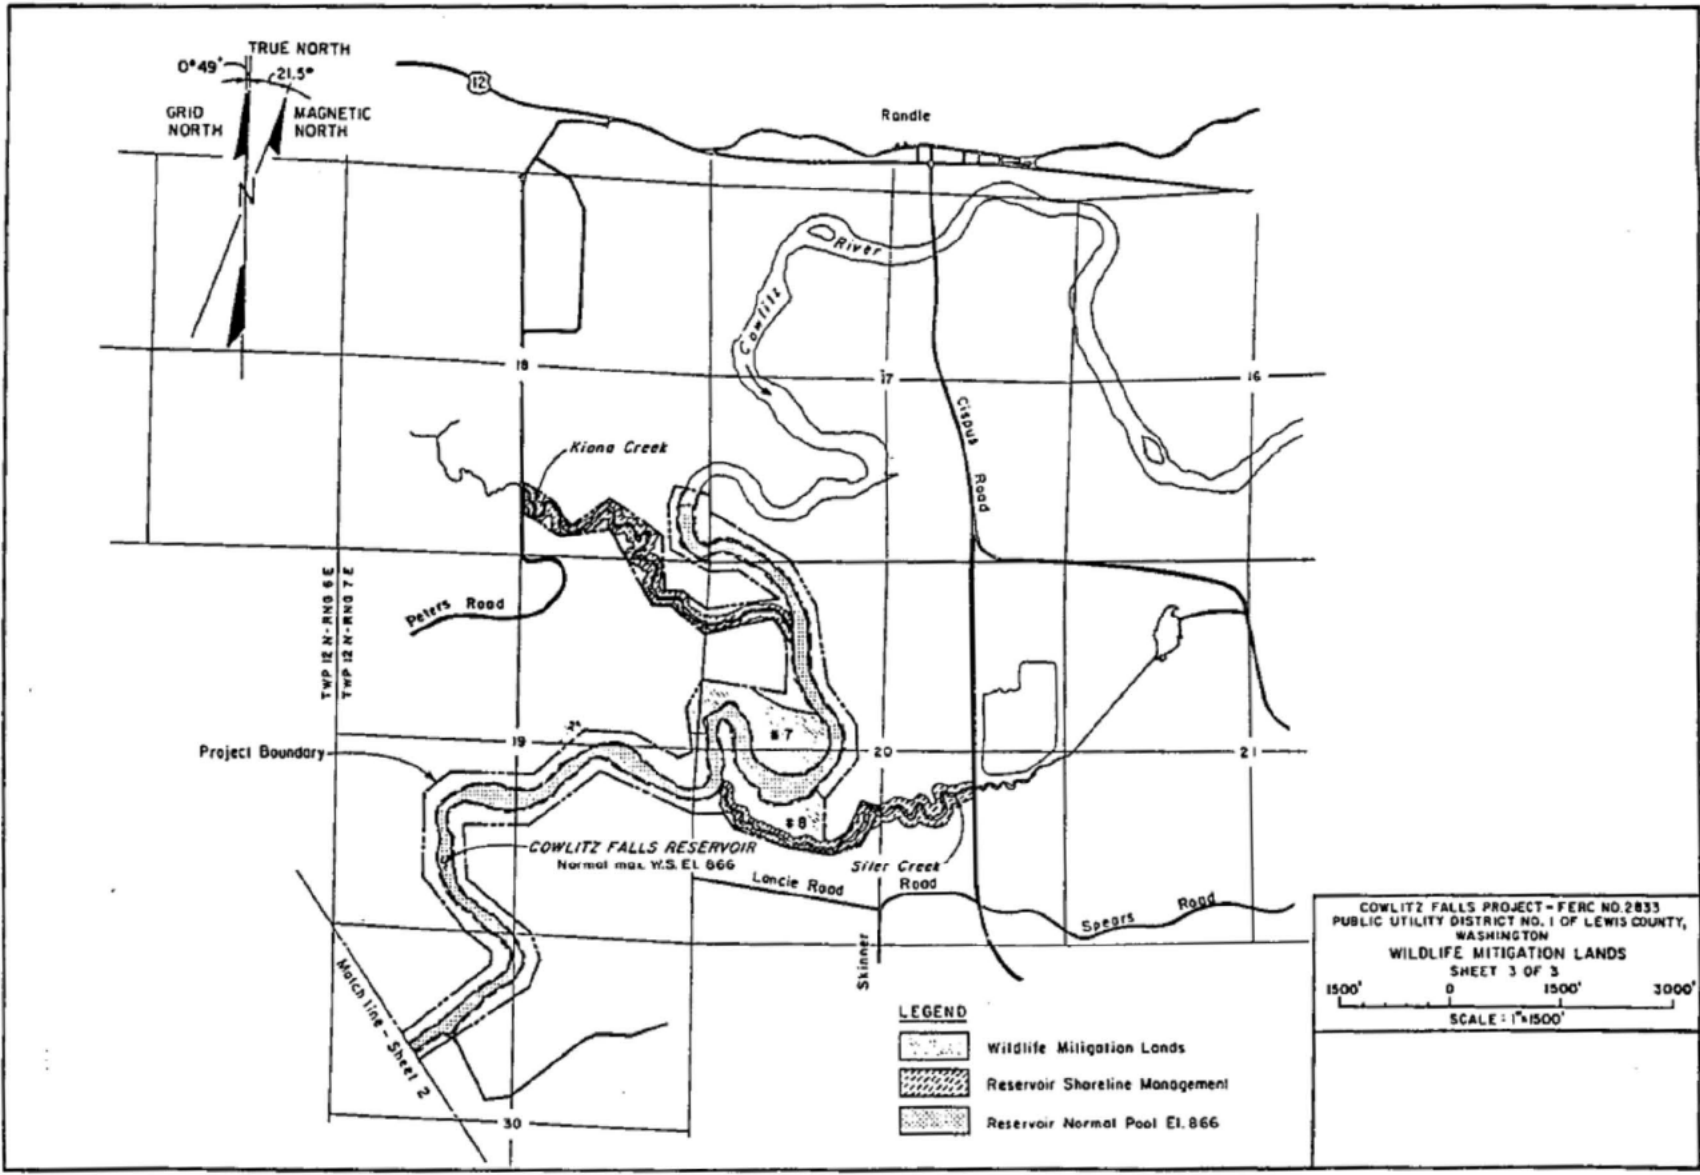 TRUE NORTH
0°49'
21.5°
GRID
NORTH
MAGNETIC
NORTH
N
12
Randle
River
Cowlitz
18
17
16
Cispus
Road
Kiona Creek
Peters Road
TWP 12 N-RNG 6 E
TWP 12 N-RNG 7 E
Project Boundary
19
#7
20
21
#8
COWLITZ FALLS RESERVOIR
Normal max. W.S. EL. 866
Siler Creek
Lancie Road
Road
Spears Road
Skinner
Match line - Sheet 2
30
LEGEND
Wildlife Mitigation Lands
Reservoir Shoreline Management
Reservoir Normal Pool El. 866
COWLITZ FALLS PROJECT - FERC NO. 2833
PUBLIC UTILITY DISTRICT NO. 1 OF LEWIS COUNTY,
WASHINGTON
WILDLIFE MITIGATION LANDS
SHEET 3 OF 3
1500' 0 1500' 3000'
SCALE: 1"=1500'